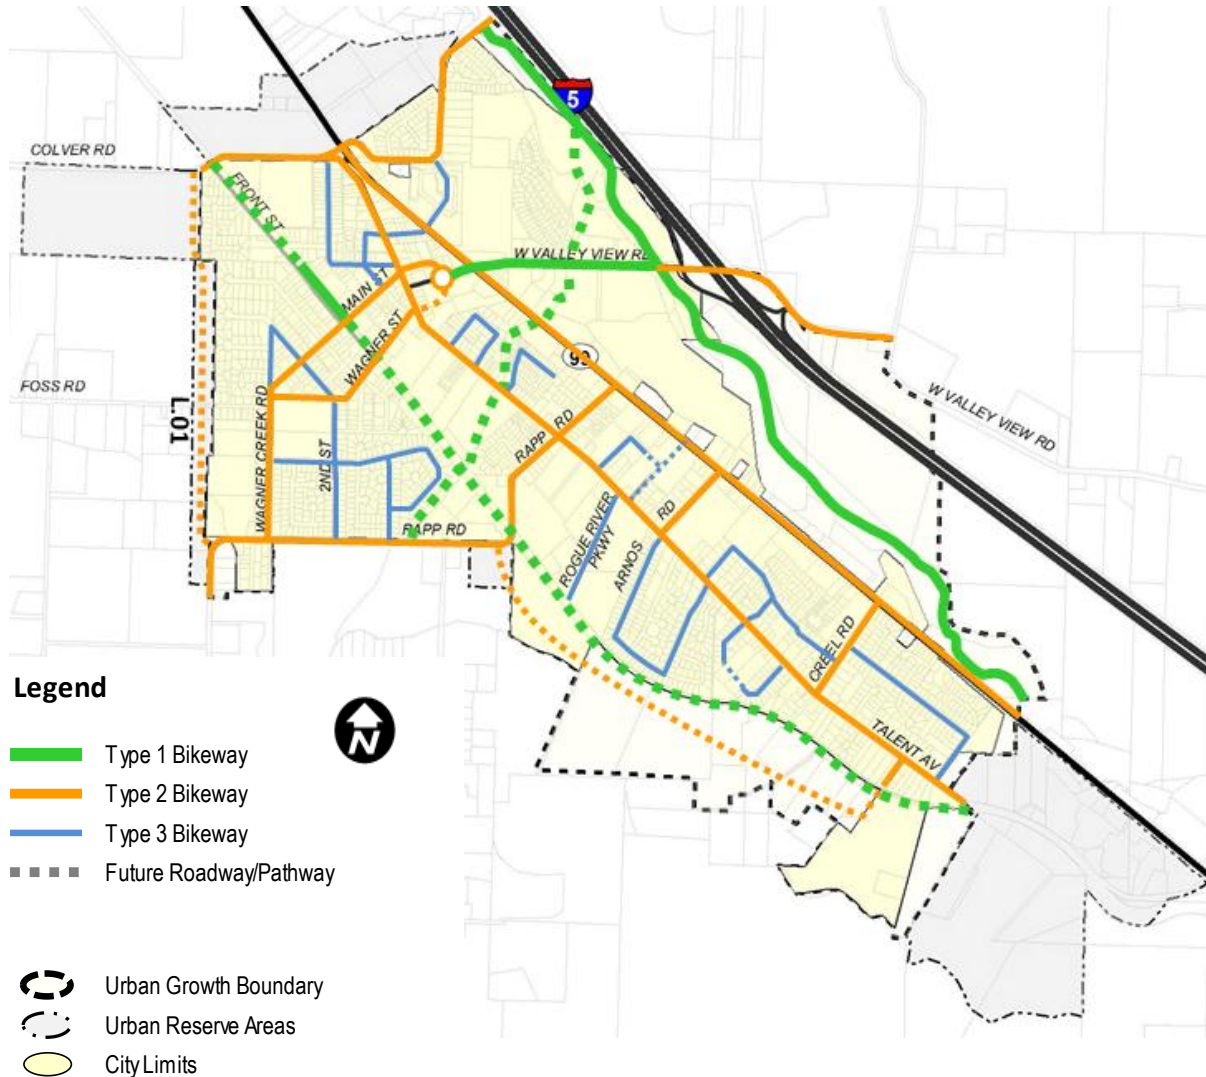 5
COLVER RD
FRONT ST
W VALLEY VIEW RD
MAIN ST
WAGNER ST
99
FOSS RD
L01
W VALLEY VIEW RD
WAGNER CREEK RD
2ND ST
RAPP RD
RAPP RD
ROGUE RIVER
PKWY
ARNOS
RD
CREEL RD
TALENT AV
Legend
N
Type 1 Bikeway
Type 2 Bikeway
Type 3 Bikeway
Future Roadway/Pathway
Urban Growth Boundary
Urban Reserve Areas
City Limits